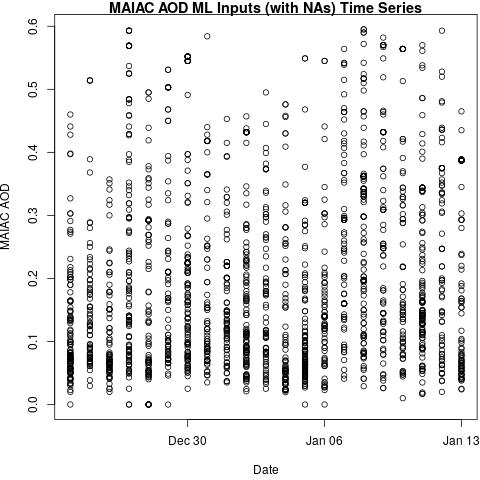 MAIAC AOD ML Inputs (with NAs) Time Series
MAIAC AOD
0.6
0.5
0.4
0.3
0.2
0.1
0.0
Dec 30
Jan 06
Jan 13
Date